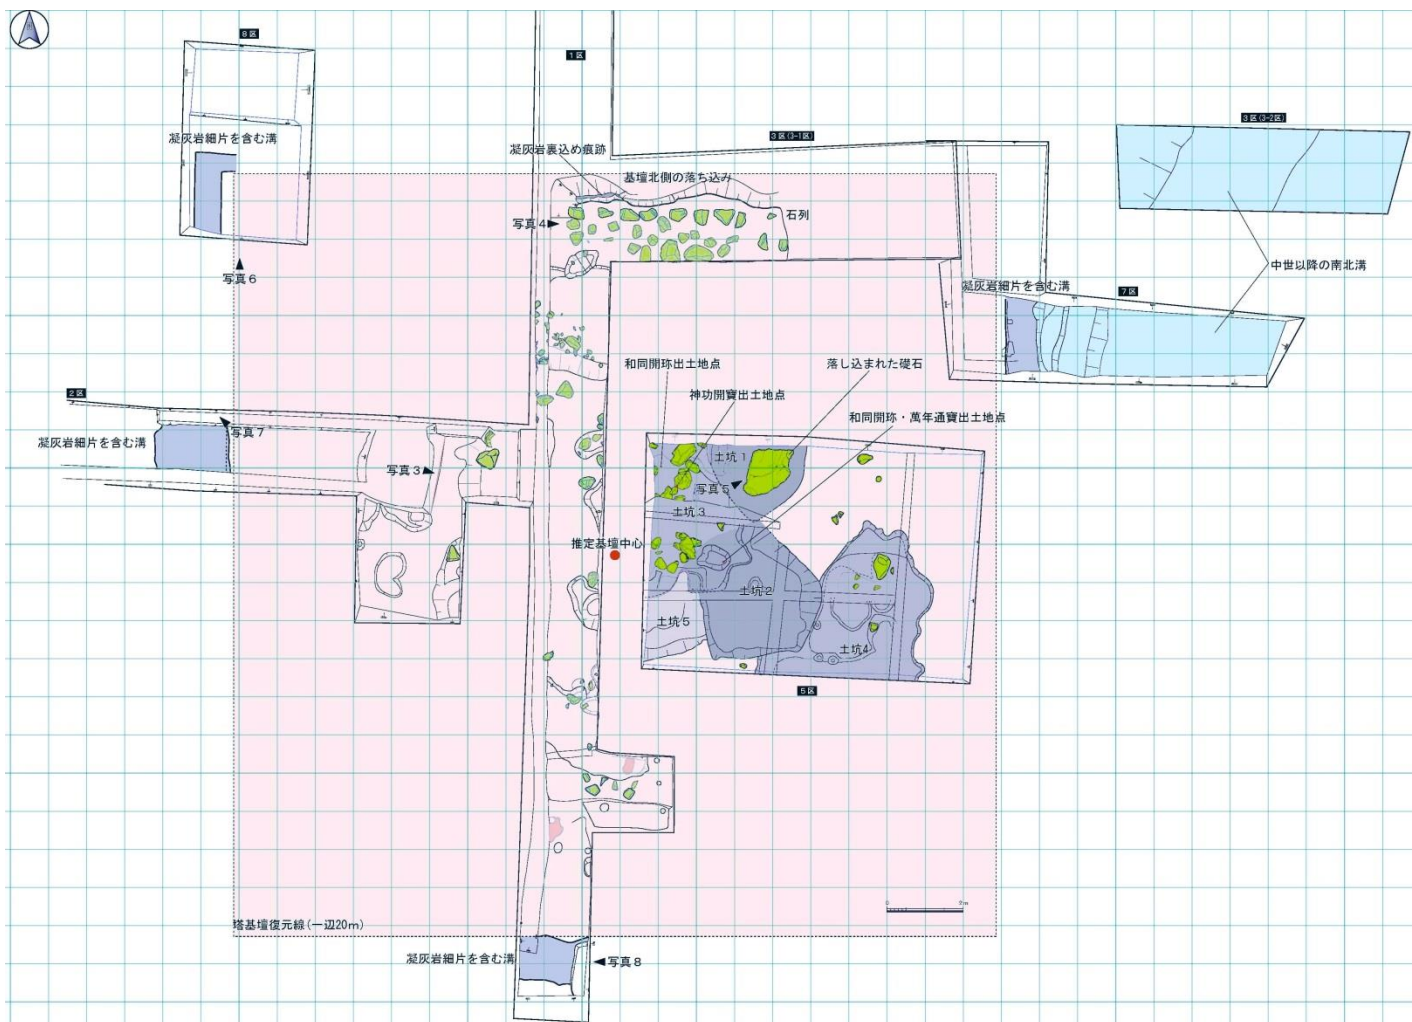 8区
1区
3区(3-1区)
3区(3-2区)
凝灰岩細片を含む溝
凝灰岩裏込め痕跡
基壇北側の落ち込み
石列
写真4
写真6
中世以降の南北溝
凝灰岩細片を含む溝
7区
和同開珎出土地点
落し込まれた礎石
神功開寳出土地点
和同開珎・萬年通寳出土地点
2区
写真7
凝灰岩細片を含む溝
写真3
土坑1
写真5
土坑3
推定基壇中心
土坑2
土坑5
土坑4
5区
0 2m
塔基壇復元線(一辺20m)
凝灰岩細片を含む溝
写真8